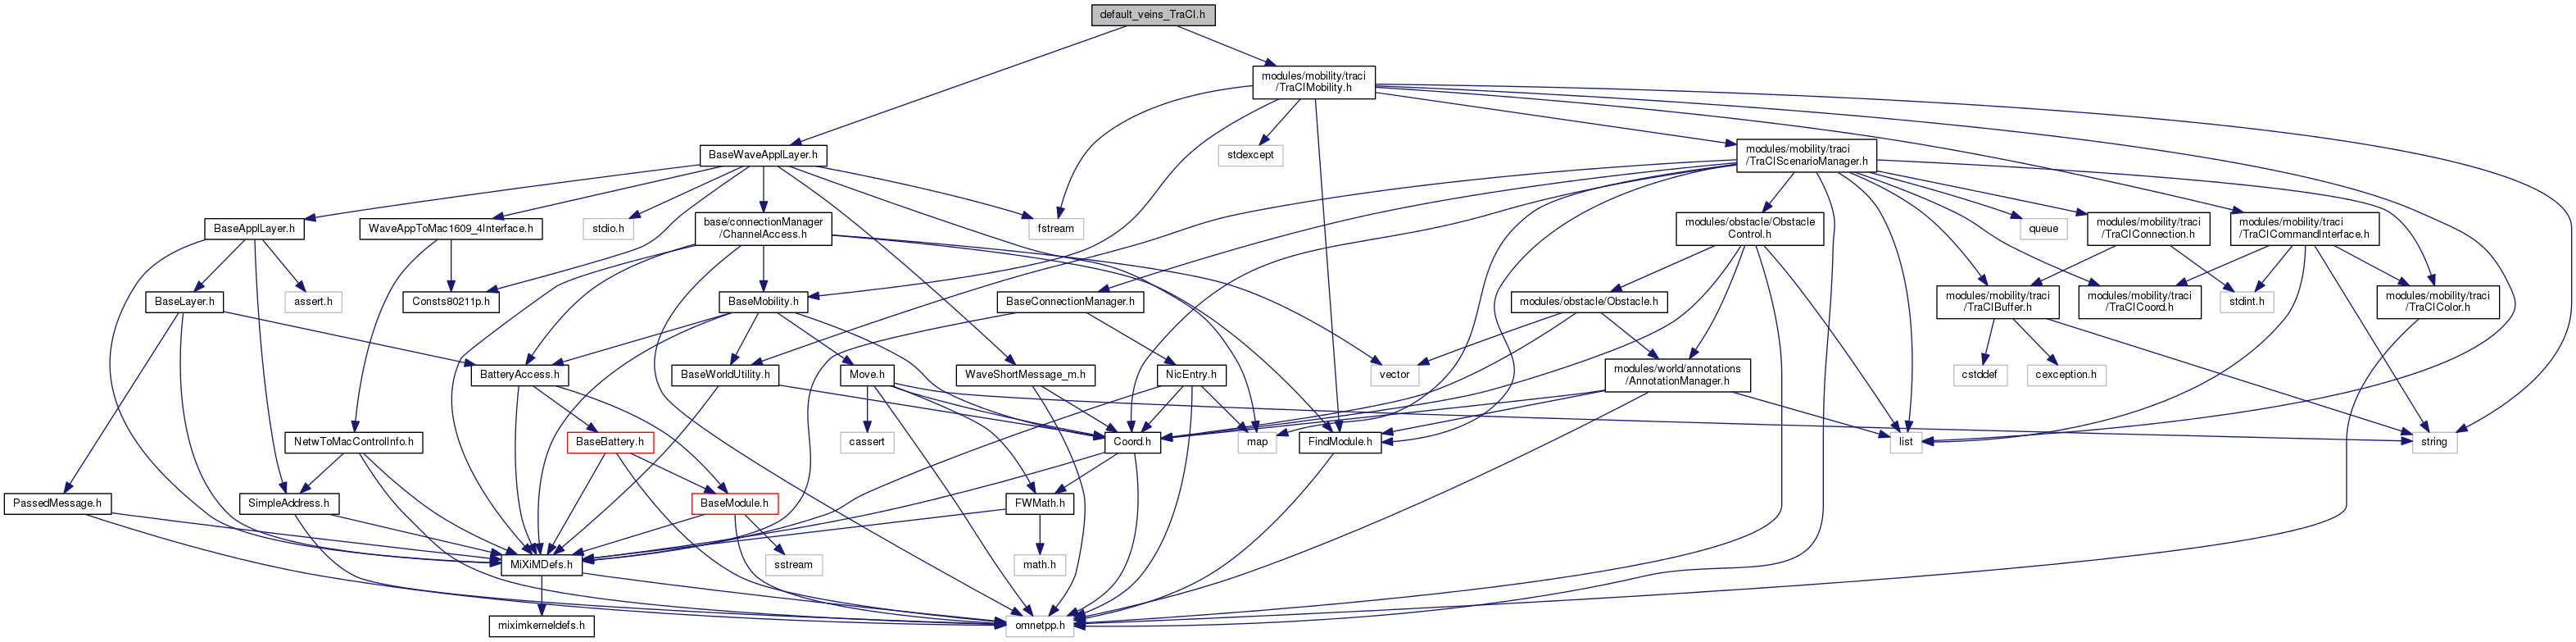 default_veins_TraCI.h
modules/mobility/traci
/TraCIMobility.h
BaseWaveApplLayer.h
stdexcept
modules/mobility/traci
/TraCIScenarioManager.h
BaseApplLayer.h
WaveAppToMac1609_4Interface.h
stdio.h
base/connectionManager
/ChannelAccess.h
fstream
modules/obstacle/Obstacle
Control.h
queue
modules/mobility/traci
/TraCIConnection.h
modules/mobility/traci
/TraCICommandInterface.h
BaseLayer.h
assert.h
Consts80211p.h
BaseMobility.h
BaseConnectionManager.h
modules/obstacle/Obstacle.h
modules/mobility/traci
/TraCIBuffer.h
modules/mobility/traci
/TraCICoord.h
stdint.h
modules/mobility/traci
/TraCIColor.h
BatteryAccess.h
BaseWorldUtility.h
Move.h
WaveShortMessage_m.h
NicEntry.h
vector
modules/world/annotations
/AnnotationManager.h
cstddef
cexception.h
NetwToMacControlInfo.h
BaseBattery.h
cassert
Coord.h
map
FindModule.h
list
string
PassedMessage.h
SimpleAddress.h
BaseModule.h
FWMath.h
MiXiMDefs.h
sstream
math.h
miximkerneldefs.h
omnetpp.h